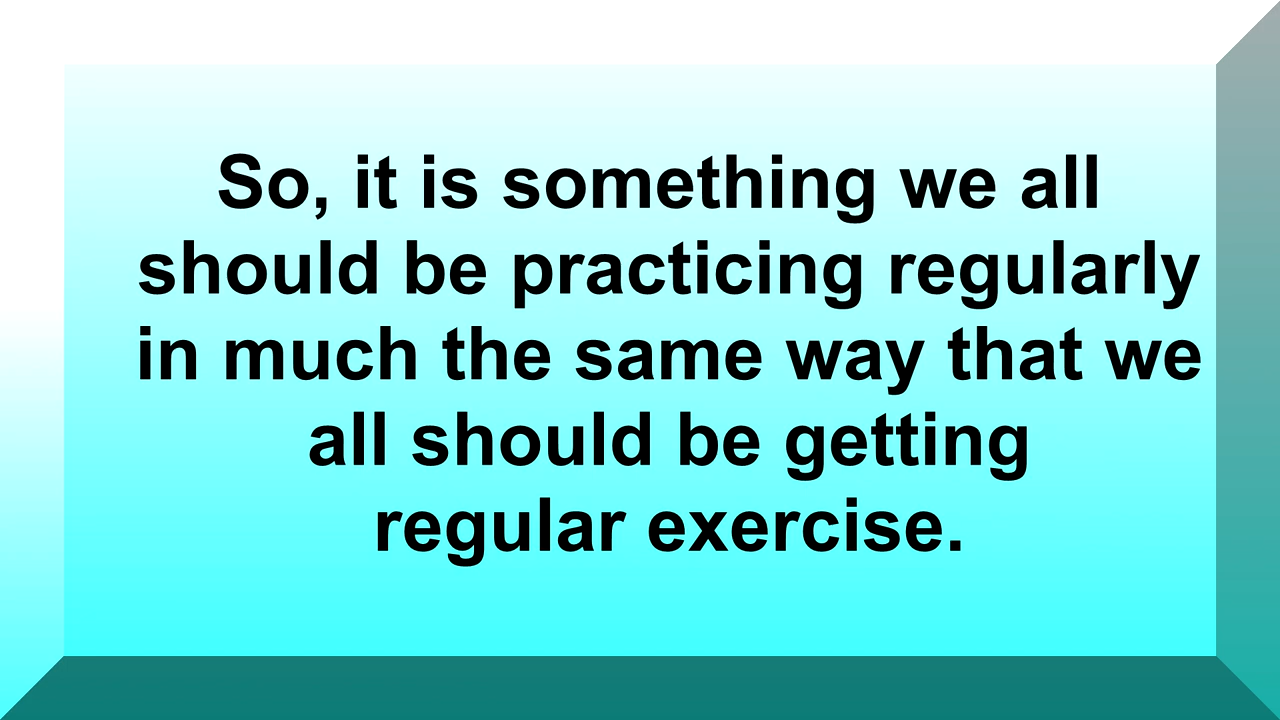 So, it is something we all
should be practicing regularly
in much the same way that we
all should be getting
regular exercise.